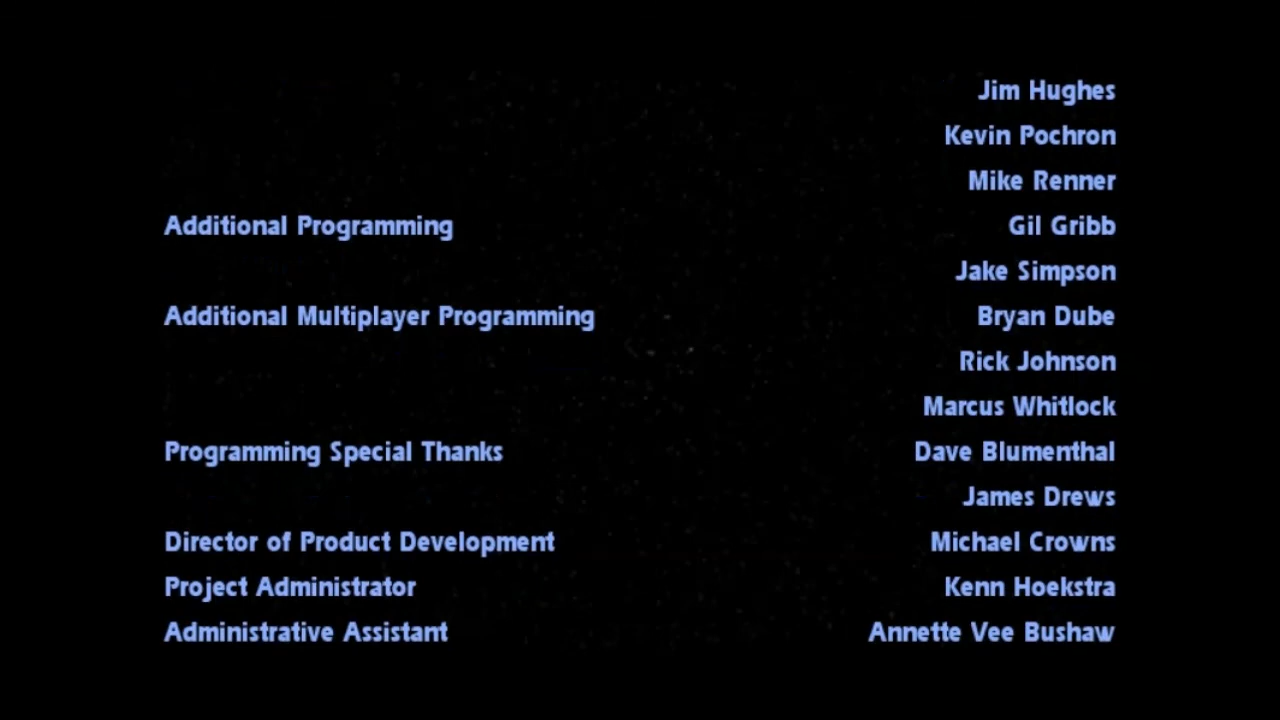 Jim Hughes
Kevin Pochron
Mike Renner
Additional Programming Gil Gribb
Jake Simpson
Additional Multiplayer Programming Bryan Dube
Rick Johnson
Marcus Whitlock
Programming Special Thanks Dave Blumenthal
James Drews
Director of Product Development Michael Crowns
Project Administrator Kenn Hoekstra
Administrative Assistant Annette Vee Bushaw